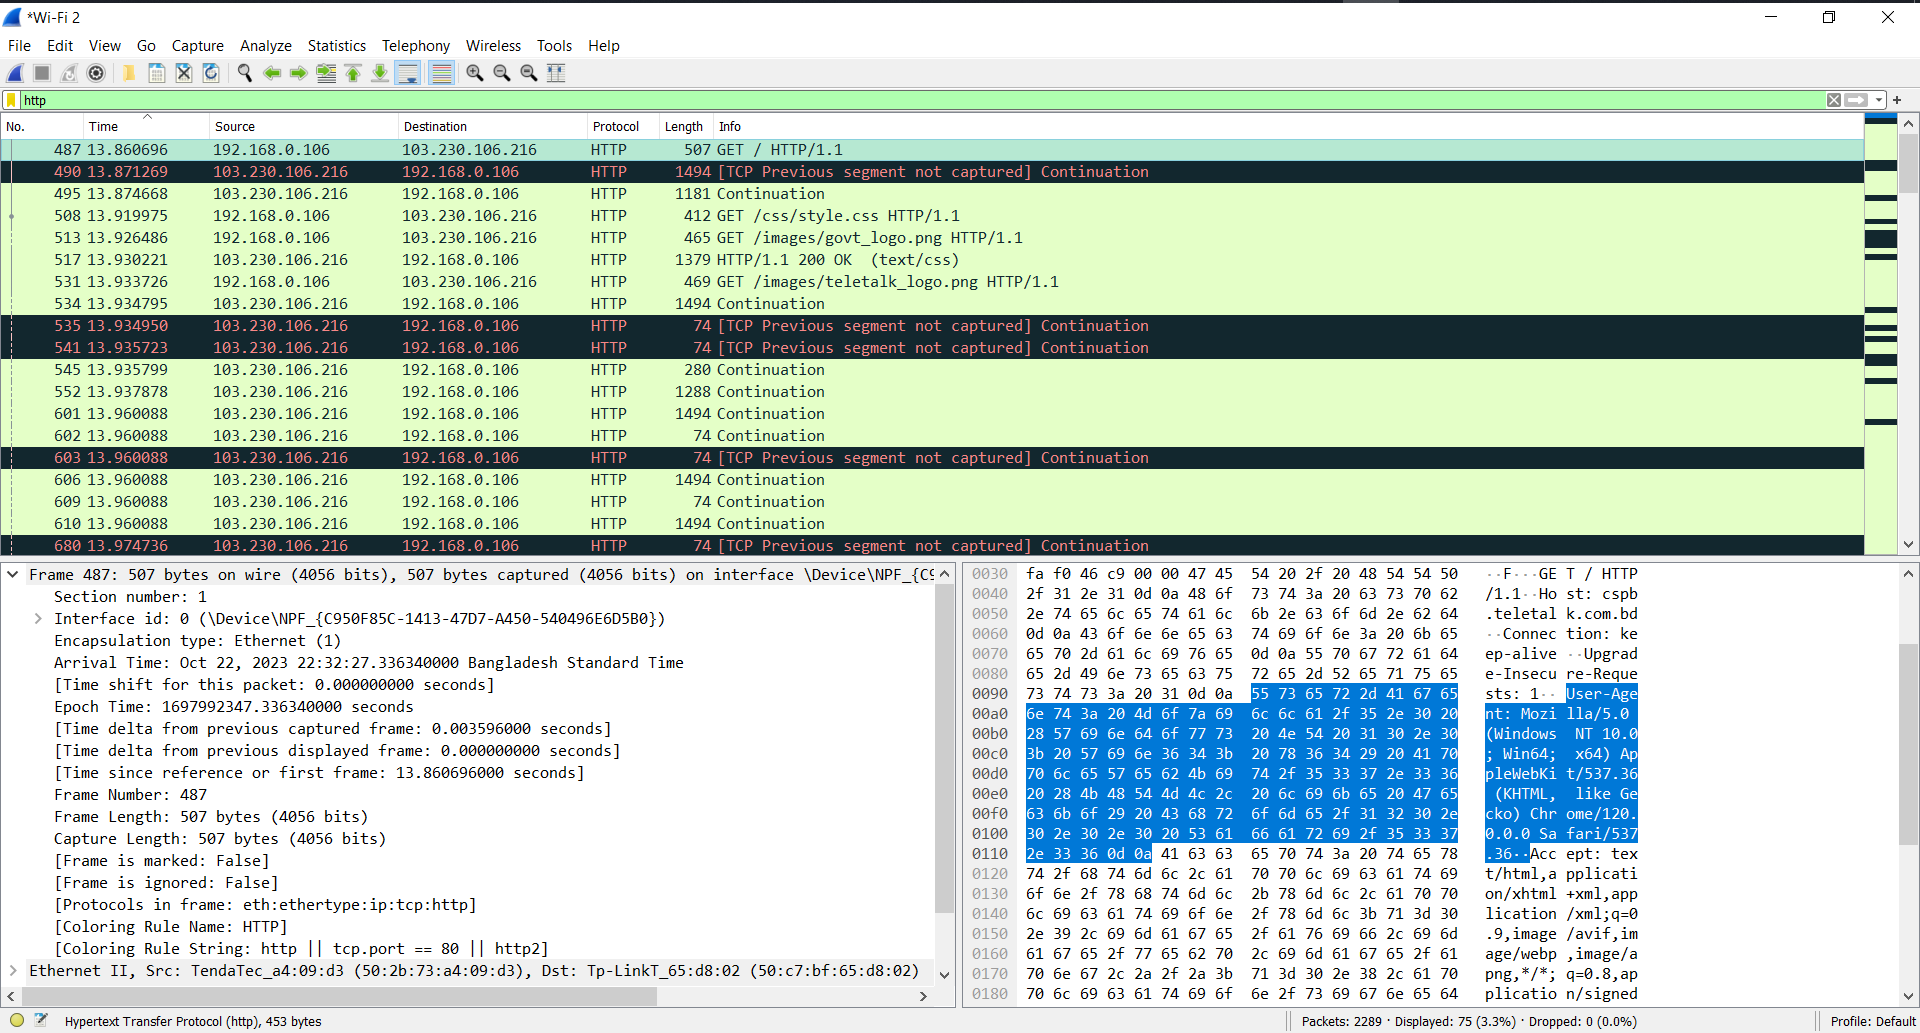 *Wi-Fi 2
File Edit View Go Capture Analyze Statistics Telephony Wireless Tools Help
http
No. Time Source Destination Protocol Length Info
487 13.860696 192.168.0.106 103.230.106.216 HTTP 507 GET / HTTP/1.1
490 13.871269 103.230.106.216 192.168.0.106 HTTP 1494 [TCP Previous segment not captured] Continuation
495 13.874668 103.230.106.216 192.168.0.106 HTTP 1181 Continuation
508 13.919975 192.168.0.106 103.230.106.216 HTTP 412 GET /css/style.css HTTP/1.1
513 13.926486 192.168.0.106 103.230.106.216 HTTP 465 GET /images/govt_logo.png HTTP/1.1
517 13.930221 103.230.106.216 192.168.0.106 HTTP 1379 HTTP/1.1 200 OK  (text/css)
531 13.933726 192.168.0.106 103.230.106.216 HTTP 469 GET /images/teletalk_logo.png HTTP/1.1
534 13.934795 103.230.106.216 192.168.0.106 HTTP 1494 Continuation
535 13.934950 103.230.106.216 192.168.0.106 HTTP 74 [TCP Previous segment not captured] Continuation
541 13.935723 103.230.106.216 192.168.0.106 HTTP 74 [TCP Previous segment not captured] Continuation
545 13.935799 103.230.106.216 192.168.0.106 HTTP 280 Continuation
552 13.937878 103.230.106.216 192.168.0.106 HTTP 1288 Continuation
601 13.960088 103.230.106.216 192.168.0.106 HTTP 1494 Continuation
602 13.960088 103.230.106.216 192.168.0.106 HTTP 74 Continuation
603 13.960088 103.230.106.216 192.168.0.106 HTTP 74 [TCP Previous segment not captured] Continuation
606 13.960088 103.230.106.216 192.168.0.106 HTTP 1494 Continuation
609 13.960088 103.230.106.216 192.168.0.106 HTTP 74 Continuation
610 13.960088 103.230.106.216 192.168.0.106 HTTP 1494 Continuation
680 13.974736 103.230.106.216 192.168.0.106 HTTP 74 [TCP Previous segment not captured] Continuation
Frame 487: 507 bytes on wire (4056 bits), 507 bytes captured (4056 bits) on interface \Device\NPF_{C9
Section number: 1
Interface id: 0 (\Device\NPF_{C950F85C-1413-47D7-A450-540496E6D5B0})
Encapsulation type: Ethernet (1)
Arrival Time: Oct 22, 2023 22:32:27.336340000 Bangladesh Standard Time
[Time shift for this packet: 0.000000000 seconds]
Epoch Time: 1697992347.336340000 seconds
[Time delta from previous captured frame: 0.003596000 seconds]
[Time delta from previous displayed frame: 0.000000000 seconds]
[Time since reference or first frame: 13.860696000 seconds]
Frame Number: 487
Frame Length: 507 bytes (4056 bits)
Capture Length: 507 bytes (4056 bits)
[Frame is marked: False]
[Frame is ignored: False]
[Protocols in frame: eth:ethertype:ip:tcp:http]
[Coloring Rule Name: HTTP]
[Coloring Rule String: http || tcp.port == 80 || http2]
Ethernet II, Src: TendaTec_a4:09:d3 (50:2b:73:a4:09:d3), Dst: Tp-LinkT_65:d8:02 (50:c7:bf:65:d8:02)
0030 fa f0 46 c9 00 00 47 45 54 20 2f 20 48 54 54 50 ··F···GE T / HTTP
0040 2f 31 2e 31 0d 0a 48 6f 73 74 3a 20 63 73 70 62 /1.1··Ho st: cspb
0050 2e 74 65 6c 65 74 61 6c 6b 2e 63 6f 6d 2e 62 64 .teletal k.com.bd
0060 0d 0a 43 6f 6e 6e 65 63 74 69 6f 6e 3a 20 6b 65 ··Connec tion: ke
0070 65 70 2d 61 6c 69 76 65 0d 0a 55 70 67 72 61 64 ep-alive ··Upgrad
0080 65 2d 49 6e 73 65 63 75 72 65 2d 52 65 71 75 65 e-Insecu re-Reque
0090 73 74 73 3a 20 31 0d 0a 55 73 65 72 2d 41 67 65 sts: 1·· User-Age
00a0 6e 74 3a 20 4d 6f 7a 69 6c 6c 61 2f 35 2e 30 20 nt: Mozi lla/5.0
00b0 28 57 69 6e 64 6f 77 73 20 4e 54 20 31 30 2e 30 (Windows  NT 10.0
00c0 3b 20 57 69 6e 36 34 3b 20 78 36 34 29 20 41 70 ; Win64;  x64) Ap
00d0 70 6c 65 57 65 62 4b 69 74 2f 35 33 37 2e 33 36 pleWebKi t/537.36
00e0 20 28 4b 48 54 4d 4c 2c 20 6c 69 6b 65 20 47 65 (KHTML,  like Ge
00f0 63 6b 6f 29 20 43 68 72 6f 6d 65 2f 31 32 30 2e cko) Chr ome/120.
0100 30 2e 30 2e 30 20 53 61 66 61 72 69 2f 35 33 37 0.0.0 Sa fari/537
0110 2e 33 36 0d 0a 41 63 63 65 70 74 3a 20 74 65 78 .36··Acc ept: tex
0120 74 2f 68 74 6d 6c 2c 61 70 70 6c 69 63 61 74 69 t/html,a pplicati
0130 6f 6e 2f 78 68 74 6d 6c 2b 78 6d 6c 2c 61 70 70 on/xhtml +xml,app
0140 6c 69 63 61 74 69 6f 6e 2f 78 6d 6c 3b 71 3d 30 lication /xml;q=0
0150 2e 39 2c 69 6d 61 67 65 2f 61 76 69 66 2c 69 6d .9,image /avif,im
0160 61 67 65 2f 77 65 62 70 2c 69 6d 61 67 65 2f 61 age/webp ,image/a
0170 70 6e 67 2c 2a 2f 2a 3b 71 3d 30 2e 38 2c 61 70 png,*/*; q=0.8,ap
0180 70 6c 69 63 61 74 69 6f 6e 2f 73 69 67 6e 65 64 plicatio n/signed
Hypertext Transfer Protocol (http), 453 bytes Packets: 2289 · Displayed: 75 (3.3%) · Dropped: 0 (0.0%) Profile: Default